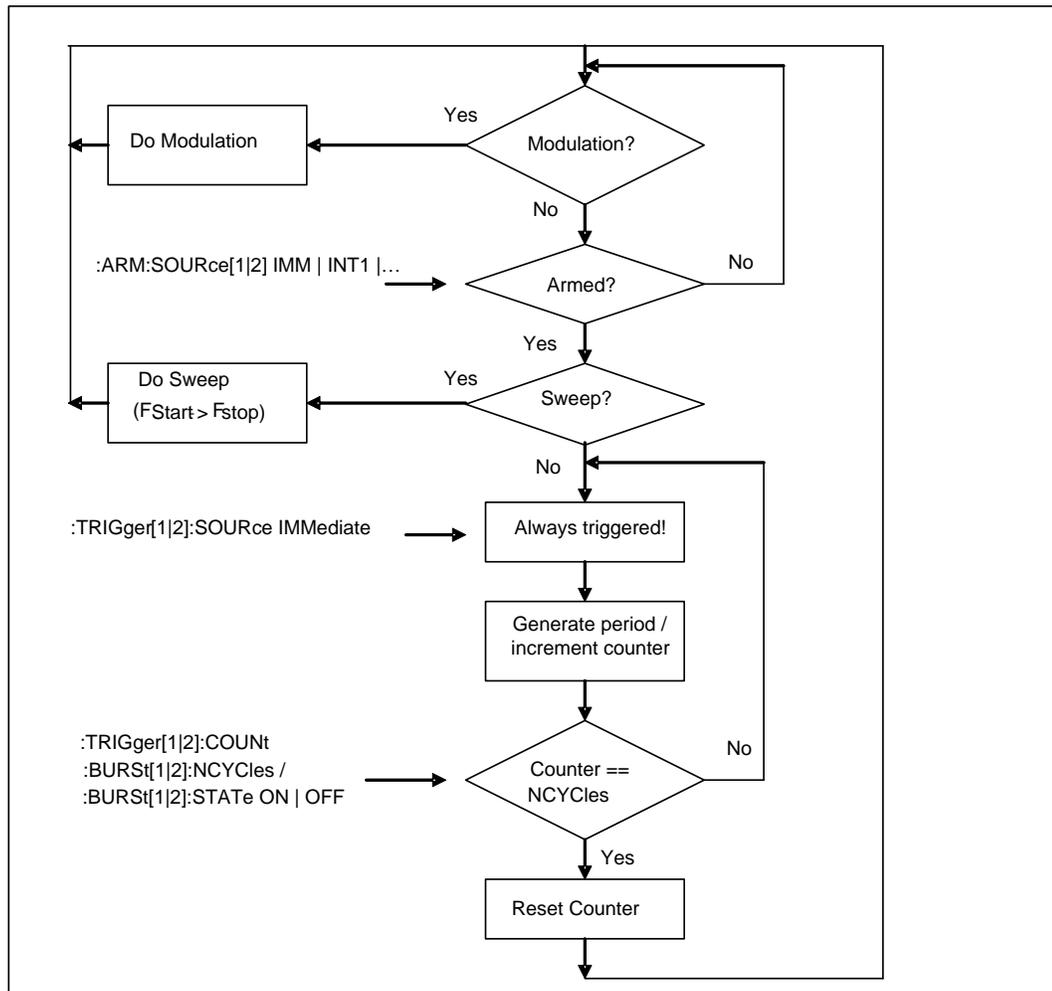 Yes
Do Modulation
Modulation?
No
:ARM:SOURce[1|2] IMM | INT1 |…
Armed?
No
Yes
Do Sweep
(FStart > Fstop)
Yes
Sweep?
No
:TRIGger[1|2]:SOURce IMMediate
Always triggered!
Generate period /
increment counter
:TRIGger[1|2]:COUNt
:BURSt[1|2]:NCYCles /
:BURSt[1|2]:STATe ON | OFF
Counter ==
NCYCles
No
Yes
Reset Counter